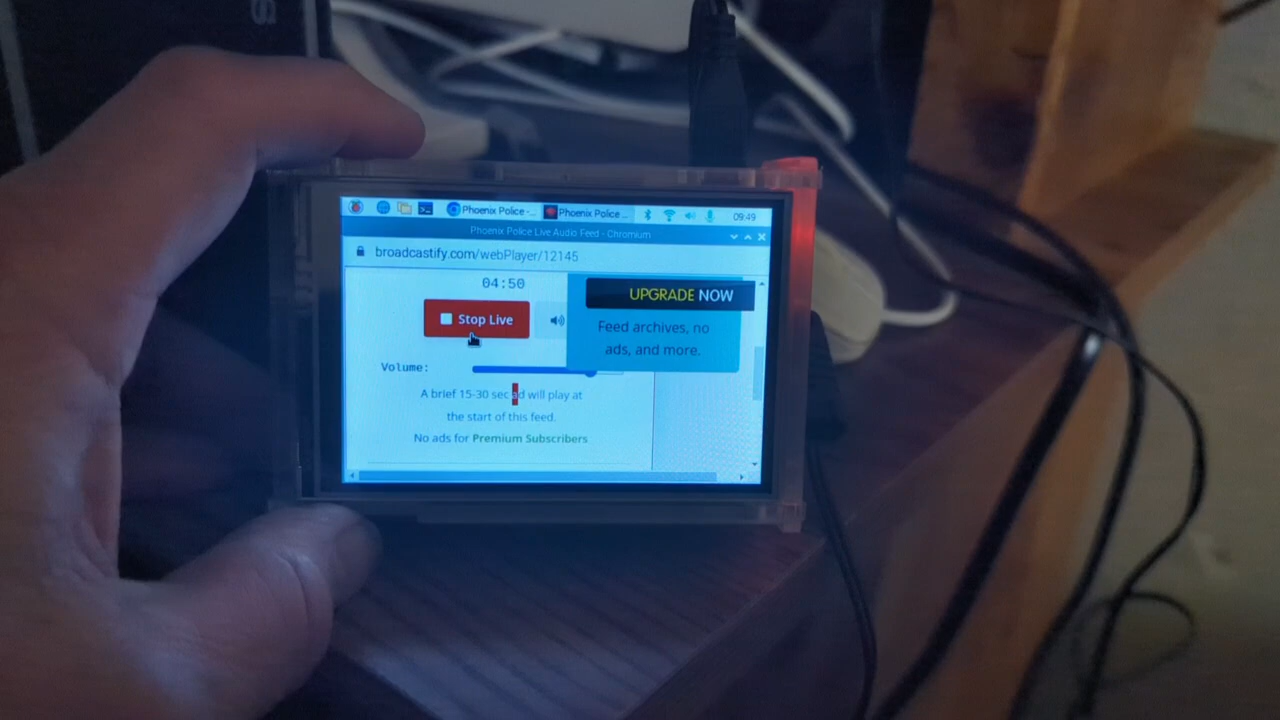 S
Phoenix Police -... Phoenix Police ... 09:49
Phoenix Police Live Audio Feed - Chromium
broadcastify.com/webPlayer/12145
04:50
UPGRADE NOW
Stop Live
Feed archives, no
ads, and more.
Volume:
A brief 15-30 sec ad will play at
the start of this feed.
No ads for Premium Subscribers